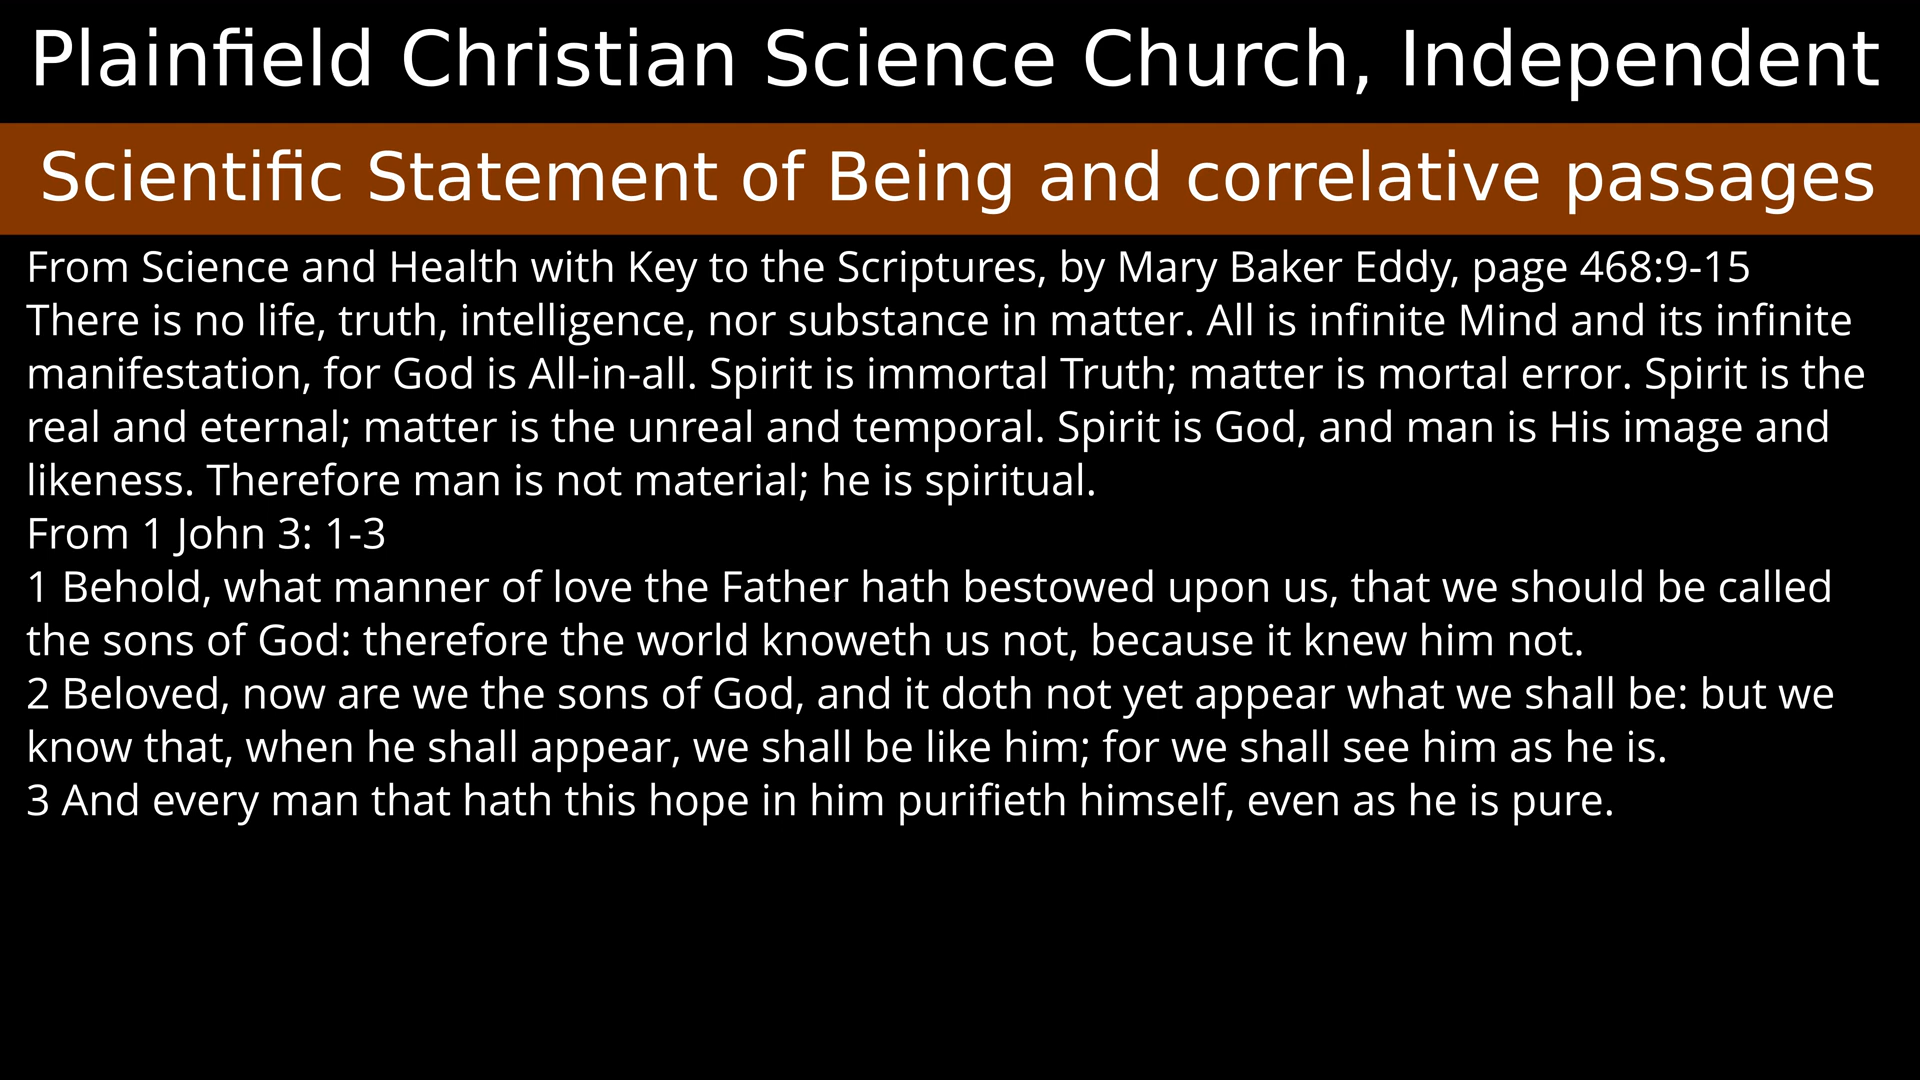 Plainfield Christian Science Church, Independent
Scientific Statement of Being and correlative passages
From Science and Health with Key to the Scriptures, by Mary Baker Eddy, page 468:9-15
There is no life, truth, intelligence, nor substance in matter. All is infinite Mind and its infinite
manifestation, for God is All-in-all. Spirit is immortal Truth; matter is mortal error. Spirit is the
real and eternal; matter is the unreal and temporal. Spirit is God, and man is His image and
likeness. Therefore man is not material; he is spiritual.
From 1 John 3: 1-3
1 Behold, what manner of love the Father hath bestowed upon us, that we should be called
the sons of God: therefore the world knoweth us not, because it knew him not.
2 Beloved, now are we the sons of God, and it doth not yet appear what we shall be: but we
know that, when he shall appear, we shall be like him; for we shall see him as he is.
3 And every man that hath this hope in him purifieth himself, even as he is pure.